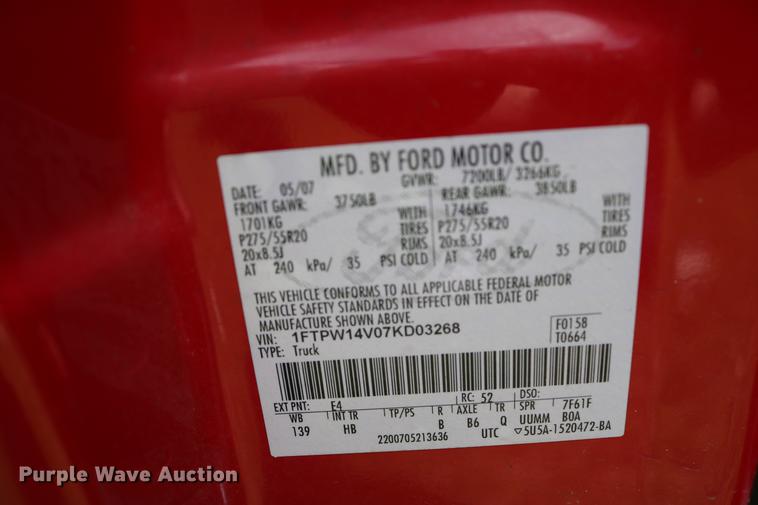 MFD. BY FORD MOTOR CO.
DATE: 05/07 GVWR: 7200LB/ 3266KG
FRONT GAWR: 3750LB REAR GAWR: 3850LB
1701KG WITH 1746KG WITH
P275/55R20 TIRES P275/55R20 TIRES
20x8.5J RIMS 20x8.5J RIMS
AT 240 kPa/ 35 PSI COLD AT 240 kPa/ 35 PSI COLD
THIS VEHICLE CONFORMS TO ALL APPLICABLE FEDERAL MOTOR
VEHICLE SAFETY STANDARDS IN EFFECT ON THE DATE OF
MANUFACTURE SHOWN ABOVE.
VIN: 1FTPW14V07KD03268 F0158
TYPE: Truck T0664
EXT PNT: E4 RC: 52 DSO:
WB INT TR TP/PS R AXLE TR SPR 7F61F
139 HB B B6 Q UUMM B0A
2200705213636 UTC ▽5U5A-1520472-BA
Purple Wave Auction